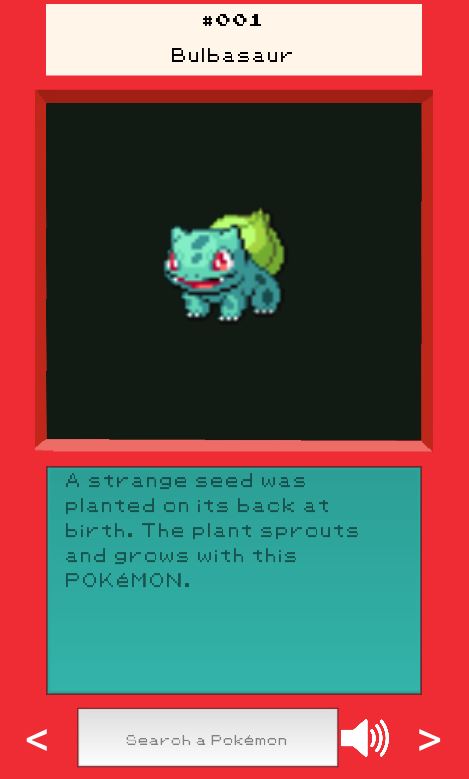 #001
Bulbasaur
A strange seed was
planted on its back at
birth. The plant sprouts
and grows with this
POKéMON.
< Search a Pokémon >